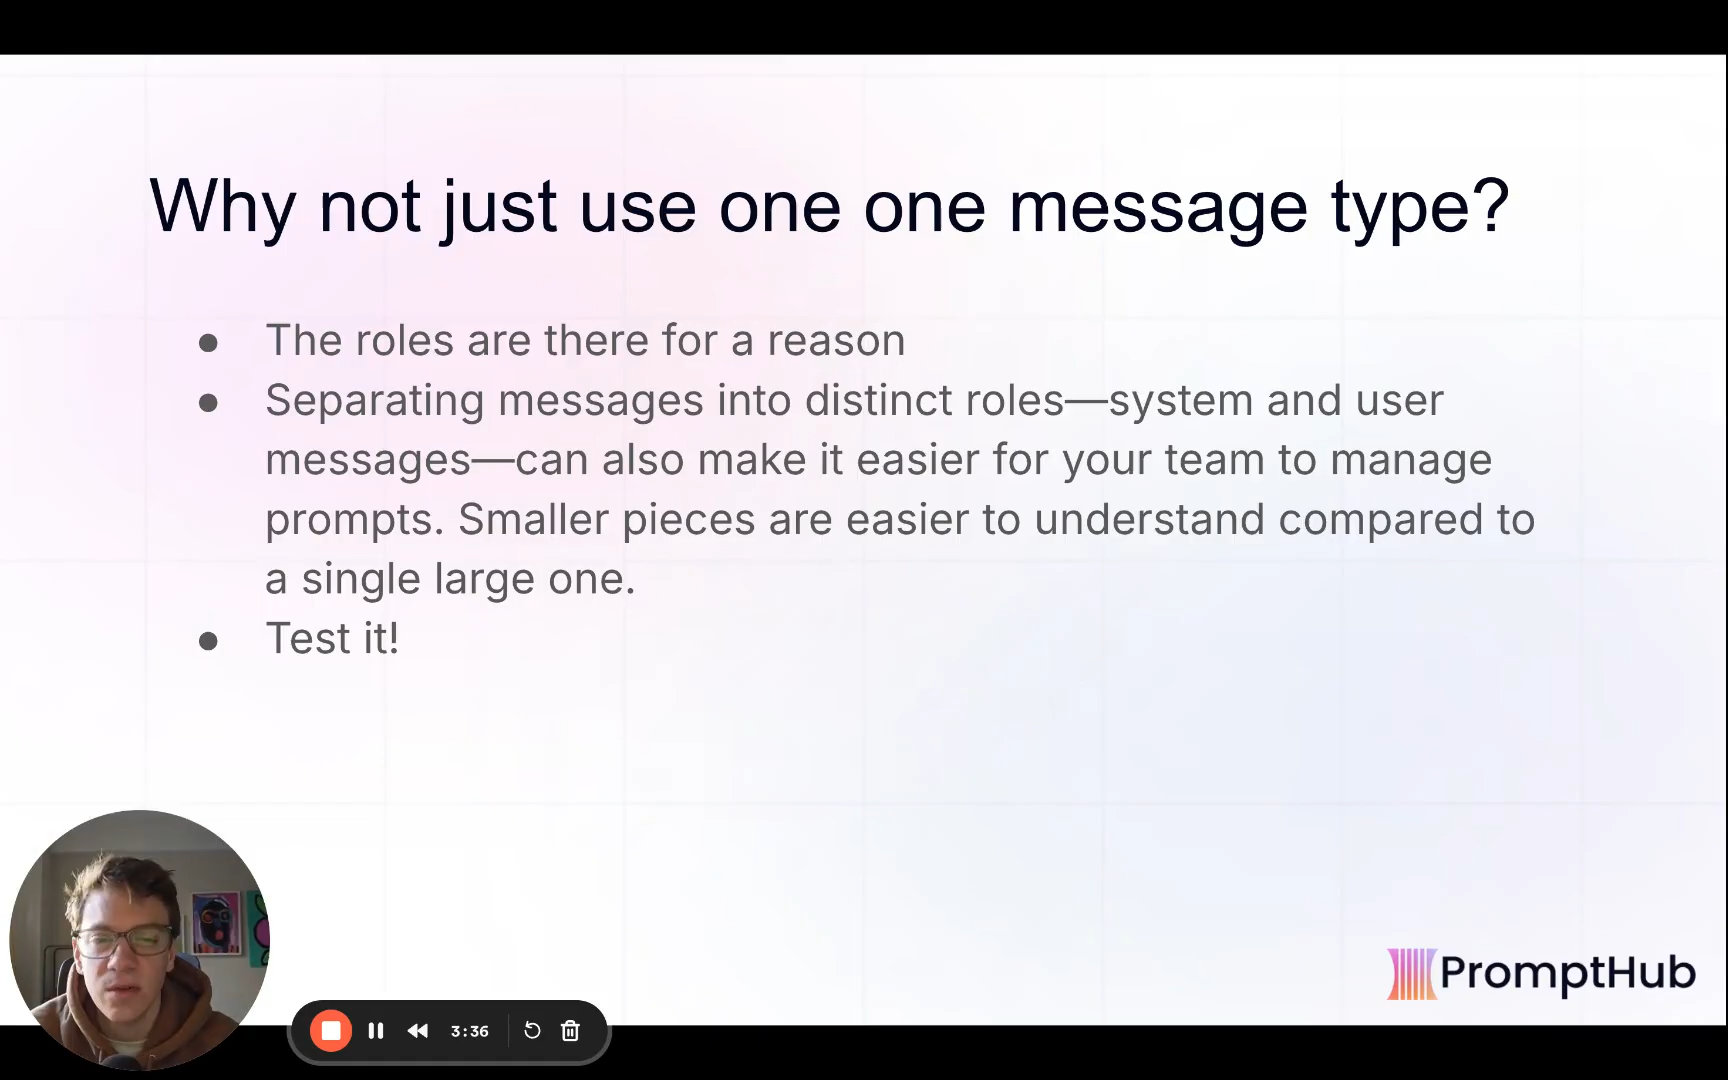 Why not just use one one message type?
● The roles are there for a reason
● Separating messages into distinct roles—system and user
messages—can also make it easier for your team to manage
prompts. Smaller pieces are easier to understand compared to
a single large one.
● Test it!
PromptHub
3:36